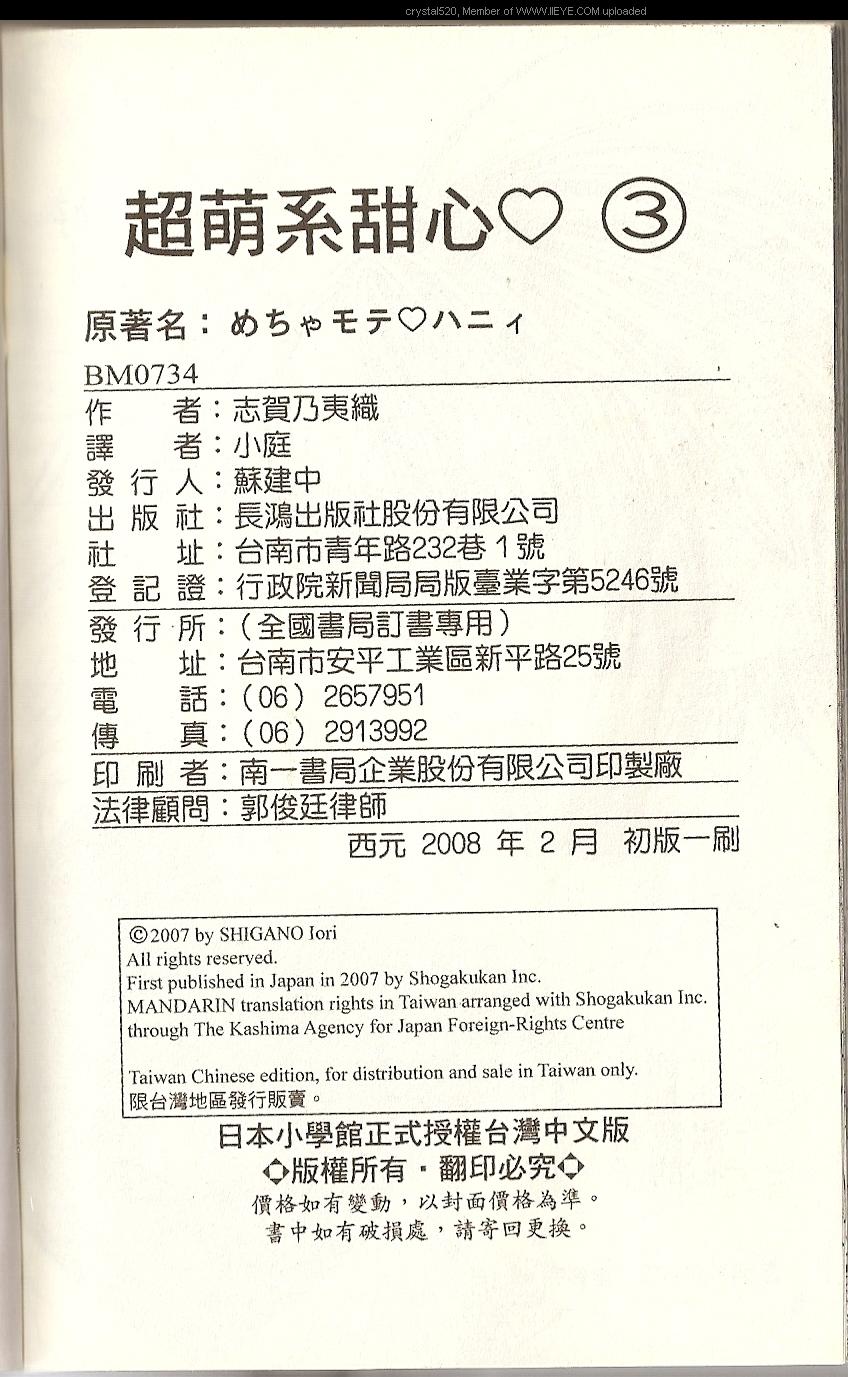 crystal520, Member of WWW.IIEYE.COM uploaded
超萌系甜心♡ ③
原著名：めちゃモテ♡ハニィ
BM0734
作者：志賀乃夷織
譯者：小庭
發行人：蘇建中
出版社：長鴻出版社股份有限公司
社址：台南市青年路232巷1號
登記證：行政院新聞局局版臺業字第5246號
發行所：（全國書局訂書專用）
地址：台南市安平工業區新平路25號
電話：（06）2657951
傳真：（06）2913992
印刷者：南一書局企業股份有限公司印製廠
法律顧問：郭俊廷律師
西元 2008 年 2 月 初版一刷
©2007 by SHIGANO Iori
All rights reserved.
First published in Japan in 2007 by Shogakukan Inc.
MANDARIN translation rights in Taiwan arranged with Shogakukan Inc.
through The Kashima Agency for Japan Foreign-Rights Centre
Taiwan Chinese edition, for distribution and sale in Taiwan only.
限台灣地區發行販賣。
日本小學館正式授權台灣中文版
◇版權所有・翻印必究◇
價格如有變動，以封面價格為準。
書中如有破損處，請寄回更換。